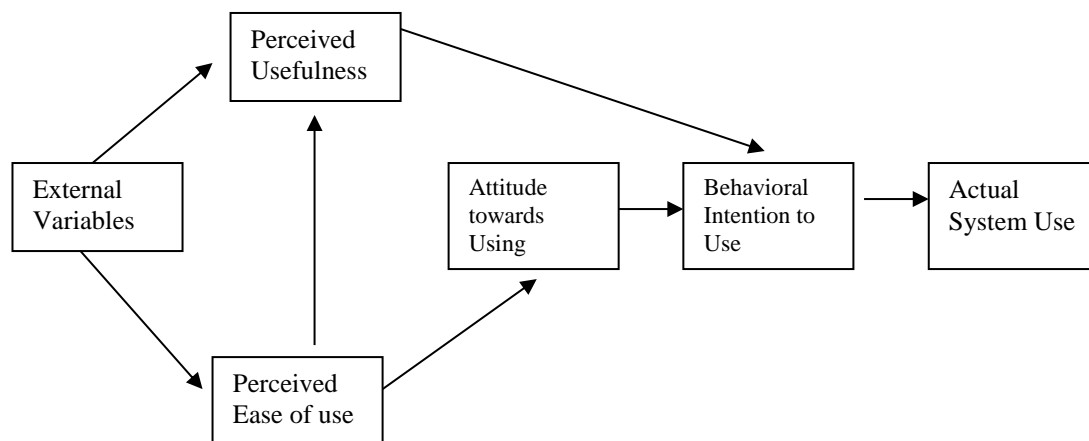 Perceived
Usefulness
External
Variables
Attitude
towards
Using
Behavioral
Intention to
Use
Actual
System Use
Perceived
Ease of use